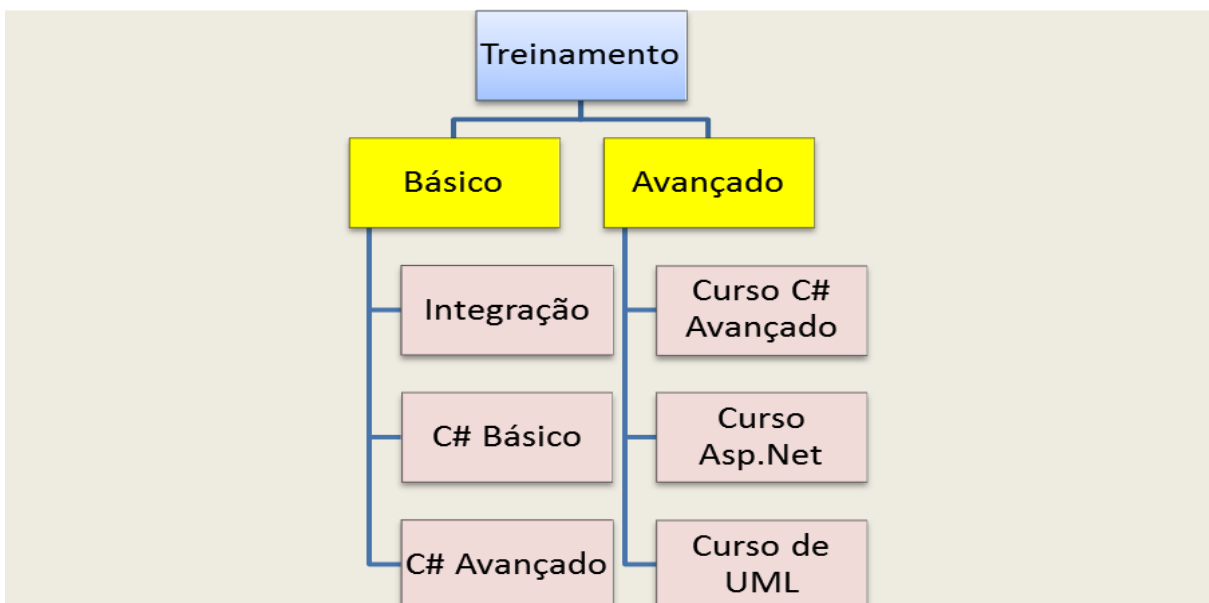 Treinamento
Básico
Avançado
Integração
C# Básico
C# Avançado
Curso C#
Avançado
Curso
Asp.Net
Curso de
UML